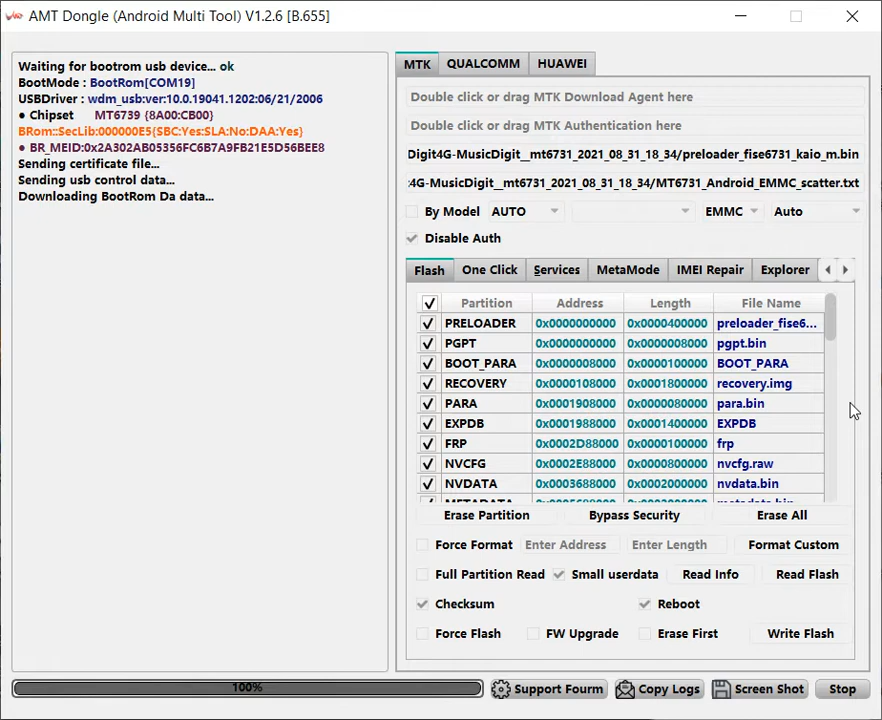 AMT Dongle (Android Multi Tool) V1.2.6 [B.655]
Waiting for bootrom usb device... ok
BootMode : BootRom[COM19]
USBDriver : wdm_usb:ver:10.0.19041.1202:06/21/2006
• Chipset MT6739 {8A00:CB00}
BRom::SecLib:000000E5{SBC:Yes:SLA:No:DAA:Yes}
• BR_MEID:0x2A302AB05356FC6B7A9FB21E5D56BEE8
Sending certificate file...
Sending usb control data...
Downloading BootRom Da data...
100%
MTK QUALCOMM HUAWEI
Double click or drag MTK Download Agent here
Double click or drag MTK Authentication here
Digit4G-MusicDigit__mt6731_2021_08_31_18_34/preloader_fise6731_kaio_m.bin
:4G-MusicDigit__mt6731_2021_08_31_18_34/MT6731_Android_EMMC_scatter.txt
By Model AUTO EMMC Auto
Disable Auth
Flash One Click Services MetaMode IMEI Repair Explorer
Partition Address Length File Name
PRELOADER 0x0000000000 0x0000400000 preloader_fise6...
PGPT 0x0000000000 0x0000008000 pgpt.bin
BOOT_PARA 0x0000008000 0x0000100000 BOOT_PARA
RECOVERY 0x0000108000 0x0001800000 recovery.img
PARA 0x0001908000 0x0000080000 para.bin
EXPDB 0x0001988000 0x0001400000 EXPDB
FRP 0x0002D88000 0x0000100000 frp
NVCFG 0x0002E88000 0x0000800000 nvcfg.raw
NVDATA 0x0003688000 0x0002000000 nvdata.bin
Erase Partition Bypass Security Erase All
Force Format Enter Address Enter Length Format Custom
Full Partition Read Small userdata Read Info Read Flash
Checksum Reboot
Force Flash FW Upgrade Erase First Write Flash
Support Fourm Copy Logs Screen Shot Stop